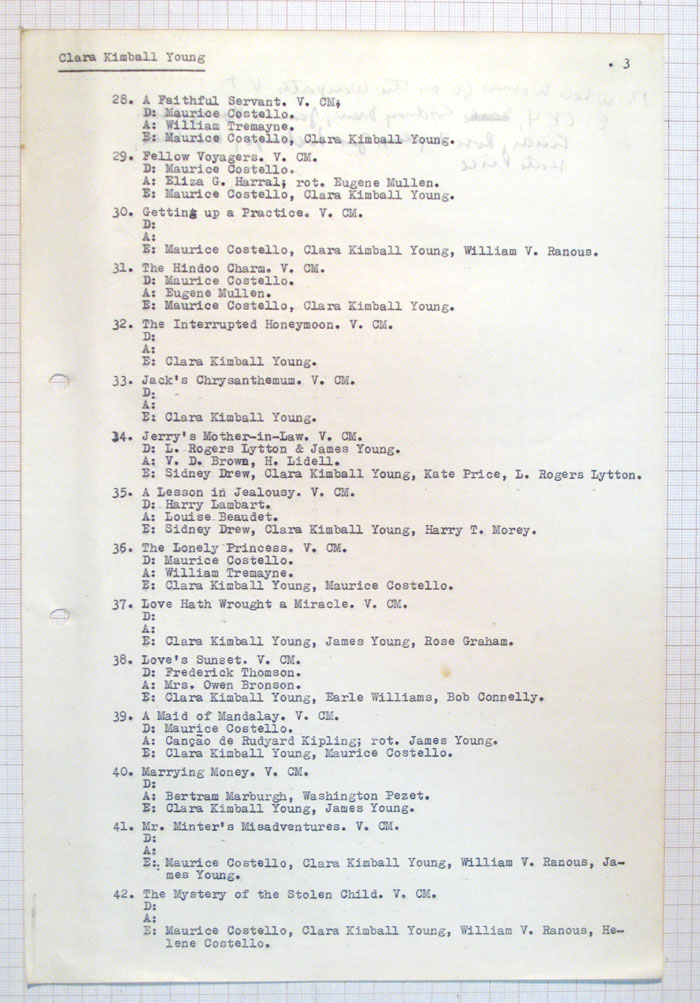 Clara Kimball Young
. 3
28. A Faithful Servant. V. CM;
D: Maurice Costello.
A: William Tremayne.
E: Maurice Costello, Clara Kimball Young.
29. Fellow Voyagers. V. CM.
D: Maurice Costello.
A: Eliza G. Harral; rot. Eugene Mullen.
E: Maurice Costello, Clara Kimball Young.
30. Getting up a Practice. V. CM.
D:
A:
E: Maurice Costello, Clara Kimball Young, William V. Ranous.
31. The Hindoo Charm. V. CM.
D: Maurice Costello.
A: Eugene Mullen.
E: Maurice Costello, Clara Kimball Young.
32. The Interrupted Honeymoon. V. CM.
D:
A:
E: Clara Kimball Young.
33. Jack's Chrysanthemum. V. CM.
D:
A:
E: Clara Kimball Young.
34. Jerry's Mother-in-Law. V. CM.
D: L. Rogers Lytton & James Young.
A: V. D. Brown, H. Lidell.
E: Sidney Drew, Clara Kimball Young, Kate Price, L. Rogers Lytton.
35. A Lesson in Jealousy. V. CM.
D: Harry Lambart.
A: Louise Beaudet.
E: Sidney Drew, Clara Kimball Young, Harry T. Morey.
36. The Lonely Princess. V. CM.
D: Maurice Costello.
A: William Tremayne.
E: Clara Kimball Young, Maurice Costello.
37. Love Hath Wrought a Miracle. V. CM.
D:
A:
E: Clara Kimball Young, James Young, Rose Graham.
38. Love's Sunset. V. CM.
D: Frederick Thomson.
A: Mrs. Owen Bronson.
E: Clara Kimball Young, Earle Williams, Bob Connelly.
39. A Maid of Mandalay. V. CM.
D: Maurice Costello.
A: Canção de Rudyard Kipling; rot. James Young.
E: Clara Kimball Young, Maurice Costello.
40. Marrying Money. V. CM.
D:
A: Bertram Marburgh, Washington Pezet.
E: Clara Kimball Young, James Young.
41. Mr. Minter's Misadventures. V. CM.
D:
A:
E: Maurice Costello, Clara Kimball Young, William V. Ranous, Ja-
mes Young.
42. The Mystery of the Stolen Child. V. CM.
D:
A:
E: Maurice Costello, Clara Kimball Young, William V. Ranous, He-
lene Costello.